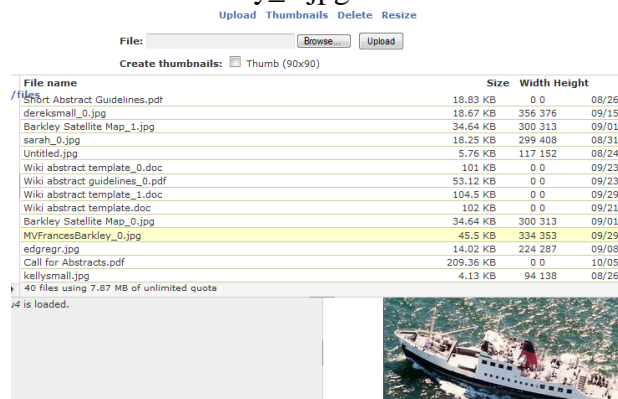 y_0.jpg
Upload Thumbnails Delete Resize
File: Browse... Upload
Create thumbnails: Thumb (90x90)
File name Size Width Height
/files
Short Abstract Guidelines.pdf 18.83 KB 0 0 08/26
dereksmall_0.jpg 18.67 KB 356 376 09/15
Barkley Satellite Map_1.jpg 34.64 KB 300 313 09/01
sarah_0.jpg 18.25 KB 299 408 08/31
Untitled.jpg 5.76 KB 117 152 08/24
Wiki abstract template_0.doc 101 KB 0 0 09/23
Wiki abstract guidelines_0.pdf 53.12 KB 0 0 09/23
Wiki abstract template_1.doc 104.5 KB 0 0 09/29
Wiki abstract template.doc 102 KB 0 0 09/21
Barkley Satellite Map_0.jpg 34.64 KB 300 313 09/01
MVFrancesBarkley_0.jpg 45.5 KB 334 353 09/29
edgregr.jpg 14.02 KB 224 287 09/08
Call for Abstracts.pdf 209.36 KB 0 0 10/05
kellysmall.jpg 4.13 KB 94 138 08/26
40 files using 7.87 MB of unlimited quota
u4 is loaded.